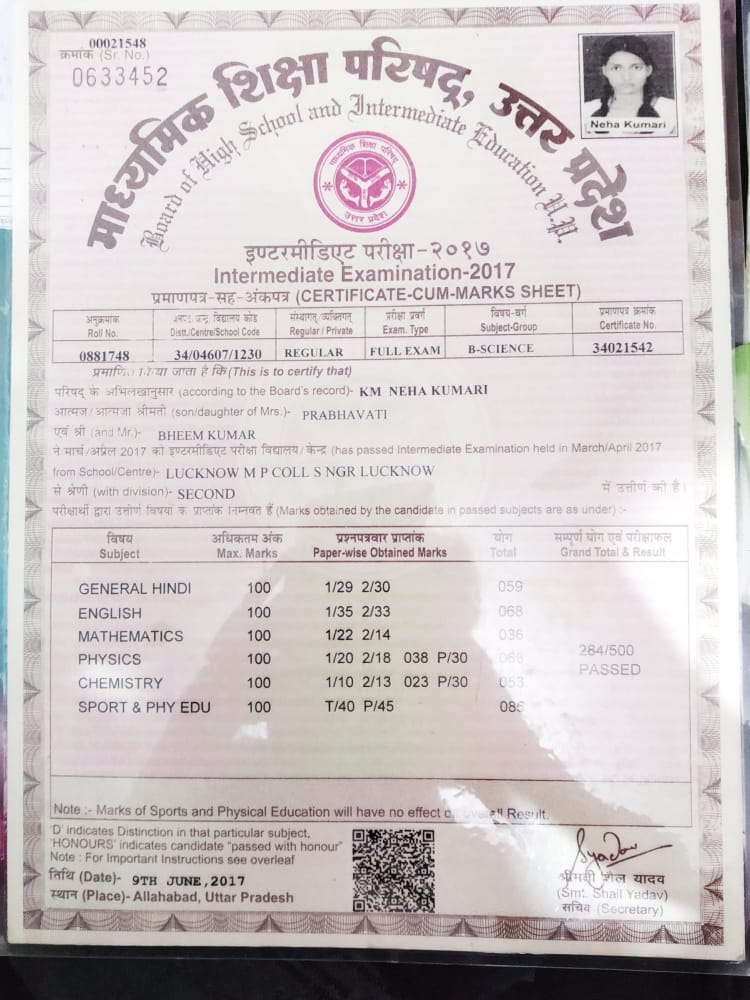 00021548
क्रमांक (Sr. No.)
0633452
माध्यमिक शिक्षा परिषद्, उत्तर प्रदेश
Board of High School and Intermediate Education U.P.
Neha Kumari
माध्यमिक शिक्षा परिषद्
उत्तर प्रदेश
इण्टरमीडिएट परीक्षा-२०१७
Intermediate Examination-2017
प्रमाणपत्र-सह-अंकपत्र (CERTIFICATE-CUM-MARKS SHEET)
अनुक्रमांक केन्द्र विद्यालय कोड संस्थागत/व्यक्तिगत परीक्षा प्रवर्ग विषय-वर्ग प्रमाणपत्र क्रमांक
Roll No. Distt./Centre/School Code Regular / Private Exam. Type Subject-Group Certificate No.
0881748 34/04607/1230 REGULAR FULL EXAM B-SCIENCE 34021542
जाता है कि (This is to certify that)
परिषद् के अभिलेखानुसार (according to the Board's record)- KM NEHA KUMARI
आत्मज/आत्मजा श्रीमती (son/daughter of Mrs.)- PRABHAVATI
एवं श्री (and Mr.)- BHEEM KUMAR
ने मार्च/अप्रैल 2017 की इण्टरमीडिएट परीक्षा विद्यालय/केन्द्र (has passed Intermediate Examination held in March/April 2017
from School/Centre)- LUCKNOW M P COLL S NGR LUCKNOW
से श्रेणी (with division)- SECOND में उत्तीर्ण की है।
परीक्षार्थी द्वारा उत्तीर्ण विषयों के प्राप्तांक निम्नवत हैं (Marks obtained by the candidate in passed subjects are as under) :-
विषय अधिकतम अंक प्रश्नपत्रवार प्राप्तांक योग सम्पूर्ण योग एवं परीक्षाफल
Subject Max. Marks Paper-wise Obtained Marks Total Grand Total & Result
GENERAL HINDI 100 1/29 2/30 059
ENGLISH 100 1/35 2/33 068
MATHEMATICS 100 1/22 2/14 036
PHYSICS 100 1/20 2/18 038 P/30 068 284/500
PASSED
CHEMISTRY 100 1/10 2/13 023 P/30 053
SPORT & PHY EDU 100 T/40 P/45 085
Note :- Marks of Sports and Physical Education will have no effect Result.
'D' indicates Distinction in that particular subject,
'HONOURS' indicates candidate "passed with honour"
Note : For Important Instructions see overleaf
तिथि (Date)- 9TH JUNE,2017
स्थान (Place)- Allahabad, Uttar Pradesh
Syadav
श्रीमती शैल यादव
(Smt. Shail Yadav)
सचिव (Secretary)